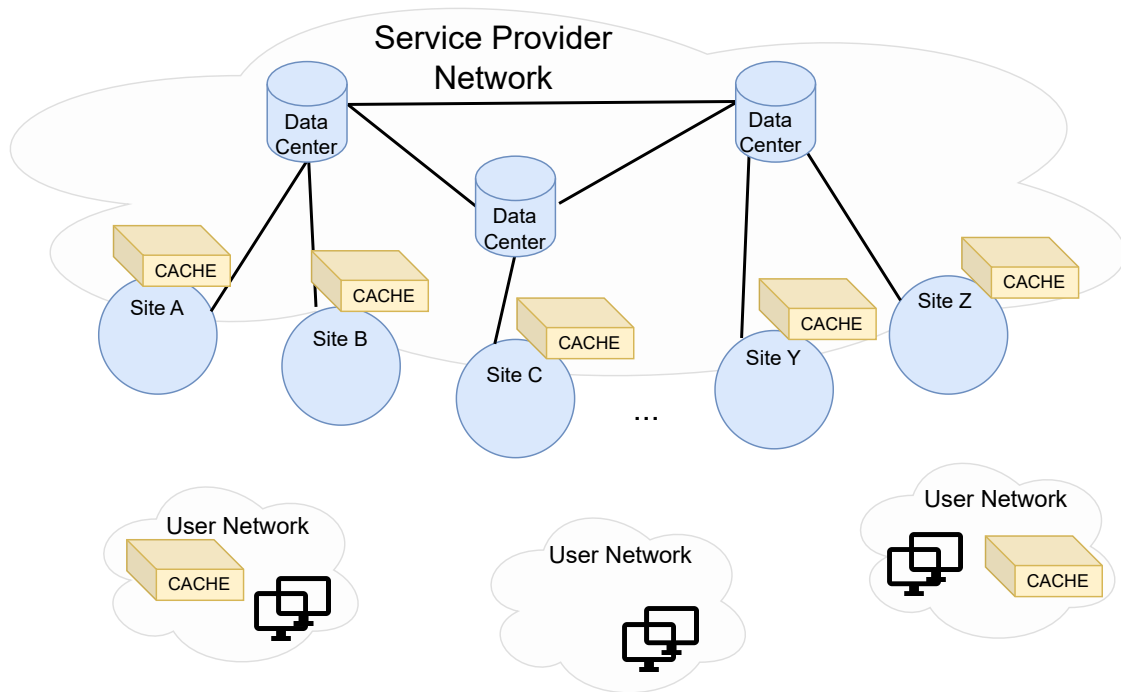 Service Provider
Network
Data
Center
Data
Center
Data
Center
CACHE
Site A
CACHE
Site B
CACHE
Site C
...
CACHE
Site Y
CACHE
Site Z
User Network
CACHE
User Network
User Network
CACHE